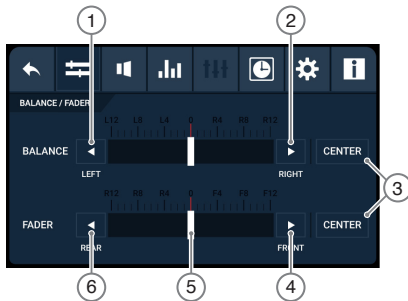 1 2
BALANCE / FADER
L12 L8 L4 0 R4 R8 R12
BALANCE CENTER
LEFT RIGHT
3
R12 L8 R4 0 F4 F8 F12
FADER CENTER
REAR FRONT
6 5 4